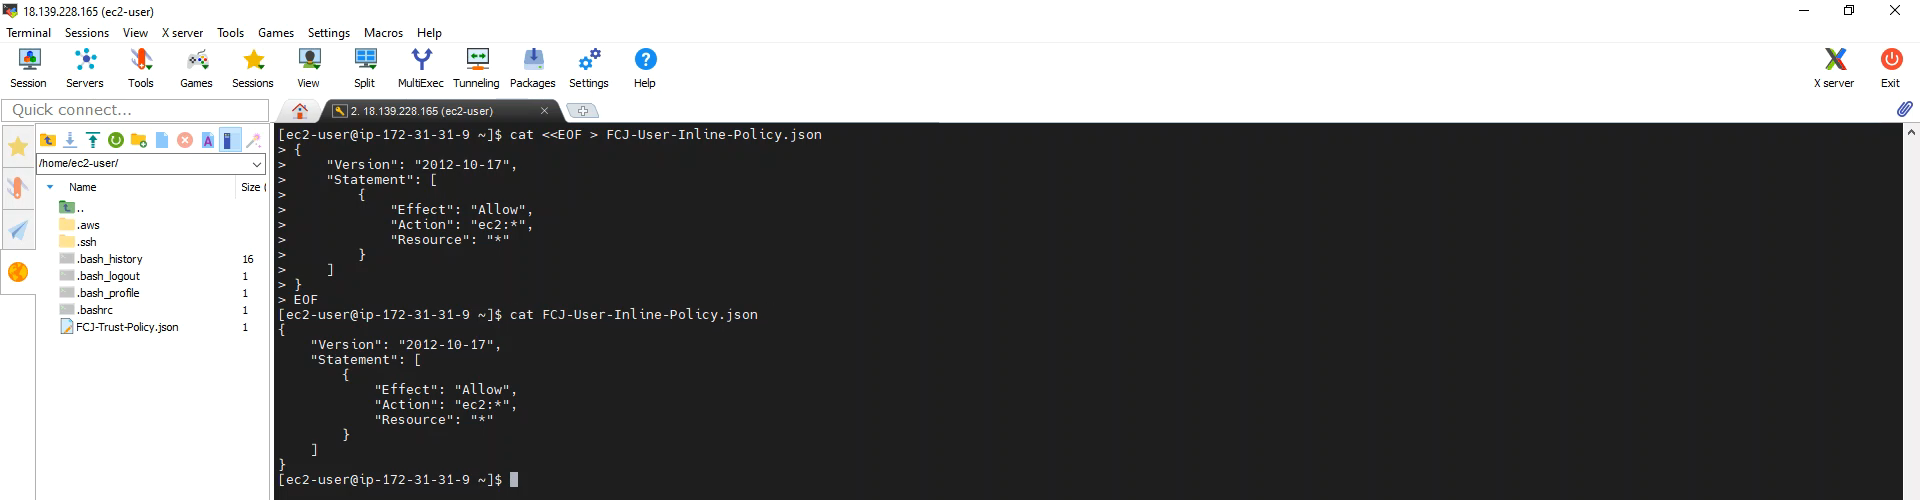 18.139.228.165 (ec2-user)
Terminal Sessions View X server Tools Games Settings Macros Help
Session Servers Tools Games Sessions View Split MultiExec Tunneling Packages Settings Help X server Exit
Quick connect...
2. 18.139.228.165 (ec2-user)
/home/ec2-user/
Name Size (
..
.aws
.ssh
.bash_history 16
.bash_logout 1
.bash_profile 1
.bashrc 1
FCJ-Trust-Policy.json 1
[ec2-user@ip-172-31-31-9 ~]$ cat <<EOF > FCJ-User-Inline-Policy.json
> {
>     "Version": "2012-10-17",
>     "Statement": [
>         {
>             "Effect": "Allow",
>             "Action": "ec2:*",
>             "Resource": "*"
>         }
>     ]
> }
> EOF
[ec2-user@ip-172-31-31-9 ~]$ cat FCJ-User-Inline-Policy.json
{
    "Version": "2012-10-17",
    "Statement": [
        {
            "Effect": "Allow",
            "Action": "ec2:*",
            "Resource": "*"
        }
    ]
}
[ec2-user@ip-172-31-31-9 ~]$